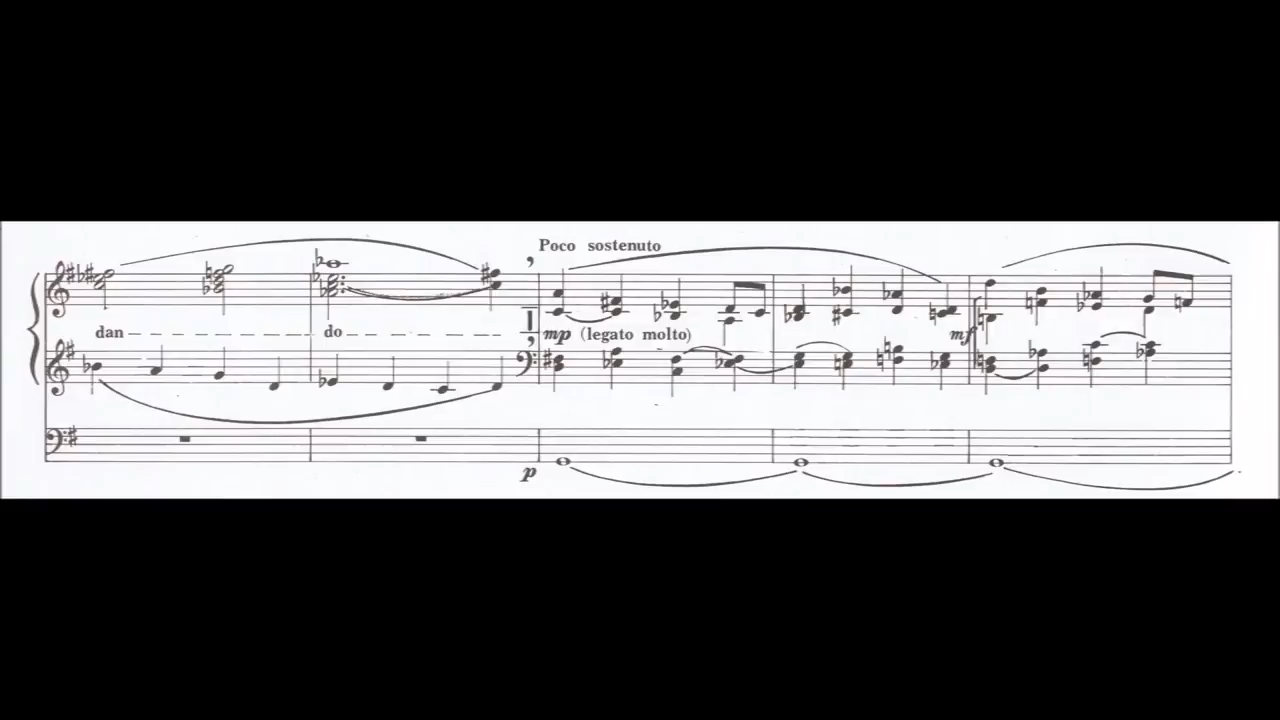 Poco sostenuto
dan do
I
mp (legato molto)
mf
p